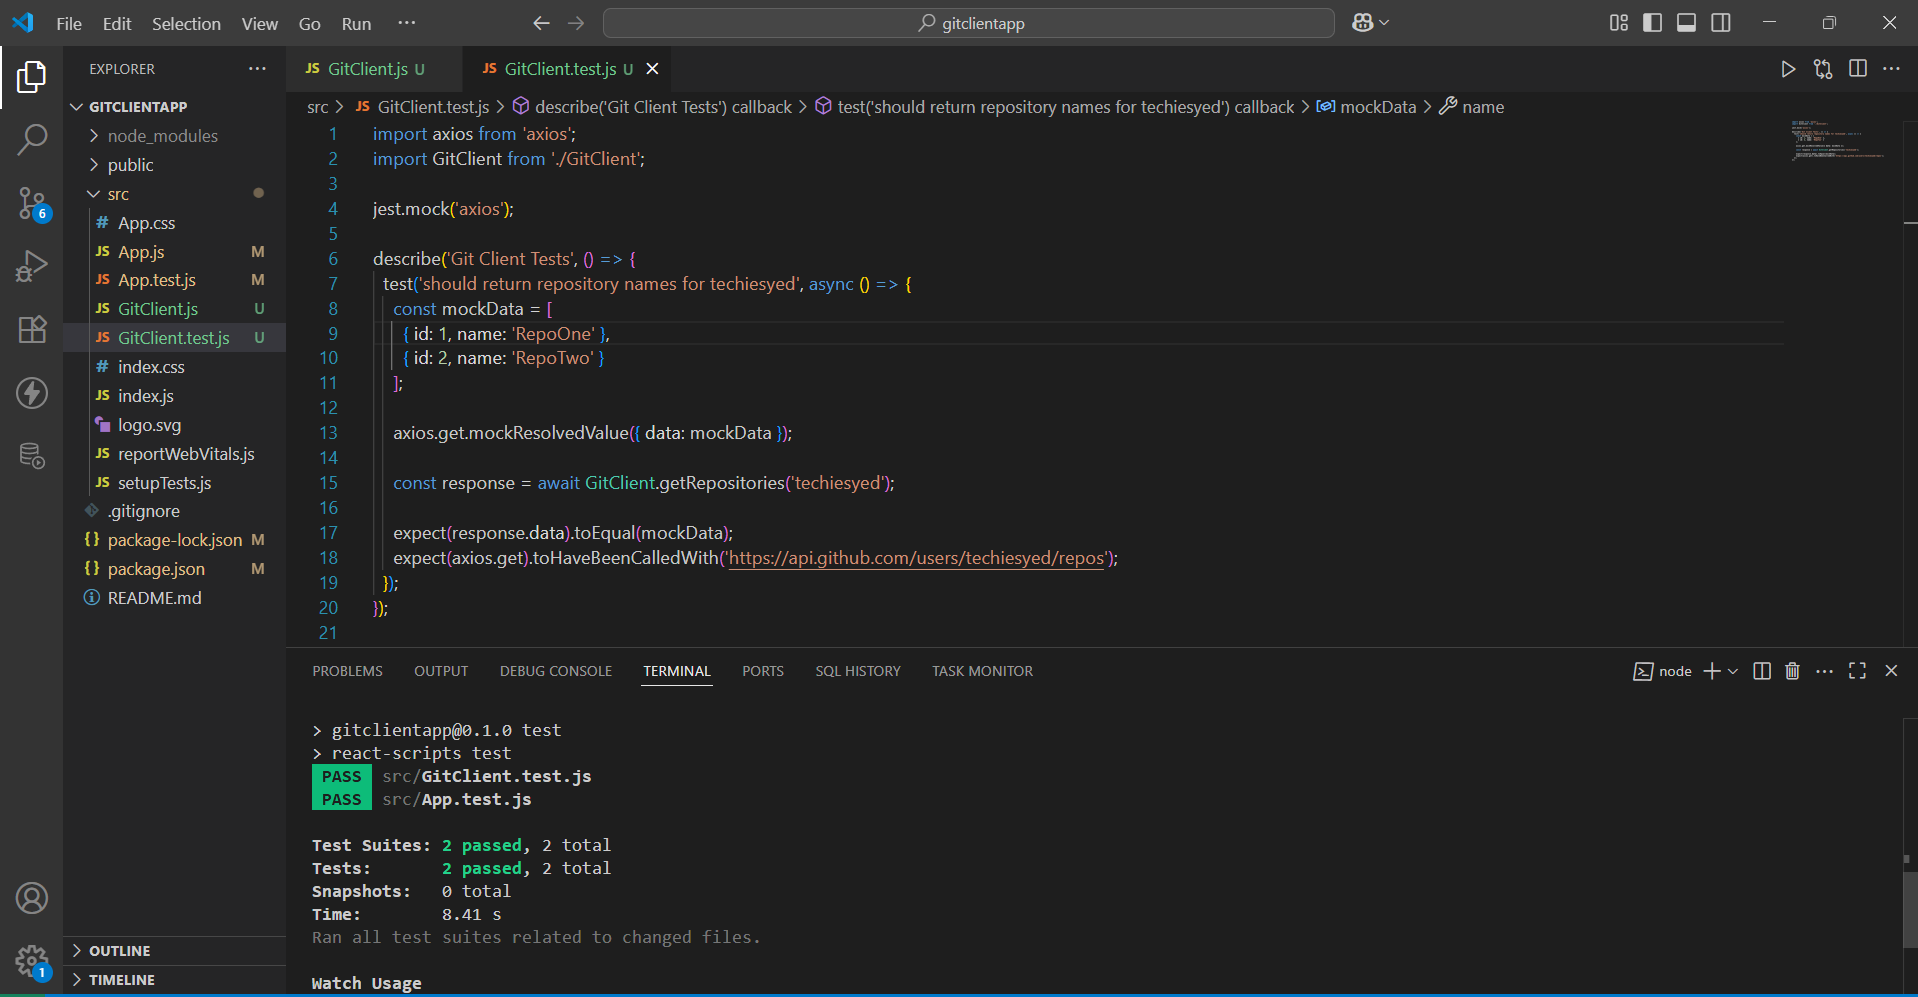 File Edit Selection View Go Run ··· gitclientapp
EXPLORER ···
GITCLIENTAPP
node_modules
public
src
# App.css
JS App.js M
JS App.test.js M
JS GitClient.js U
JS GitClient.test.js U
# index.css
JS index.js
logo.svg
JS reportWebVitals.js
JS setupTests.js
.gitignore
{} package-lock.json M
{} package.json M
README.md
OUTLINE
TIMELINE
6
1
JS GitClient.js U JS GitClient.test.js U
src > JS GitClient.test.js > describe('Git Client Tests') callback > test('should return repository names for techiesyed') callback > mockData > name
1 import axios from 'axios';
2 import GitClient from './GitClient';
3
4 jest.mock('axios');
5
6 describe('Git Client Tests', () => {
7 test('should return repository names for techiesyed', async () => {
8 const mockData = [
9 { id: 1, name: 'RepoOne' },
10 { id: 2, name: 'RepoTwo' }
11 ];
12
13 axios.get.mockResolvedValue({ data: mockData });
14
15 const response = await GitClient.getRepositories('techiesyed');
16
17 expect(response.data).toEqual(mockData);
18 expect(axios.get).toHaveBeenCalledWith('https://api.github.com/users/techiesyed/repos');
19 });
20 });
21
PROBLEMS OUTPUT DEBUG CONSOLE TERMINAL PORTS SQL HISTORY TASK MONITOR node
> gitclientapp@0.1.0 test
> react-scripts test
PASS src/GitClient.test.js
PASS src/App.test.js
Test Suites: 2 passed, 2 total
Tests: 2 passed, 2 total
Snapshots: 0 total
Time: 8.41 s
Ran all test suites related to changed files.
Watch Usage